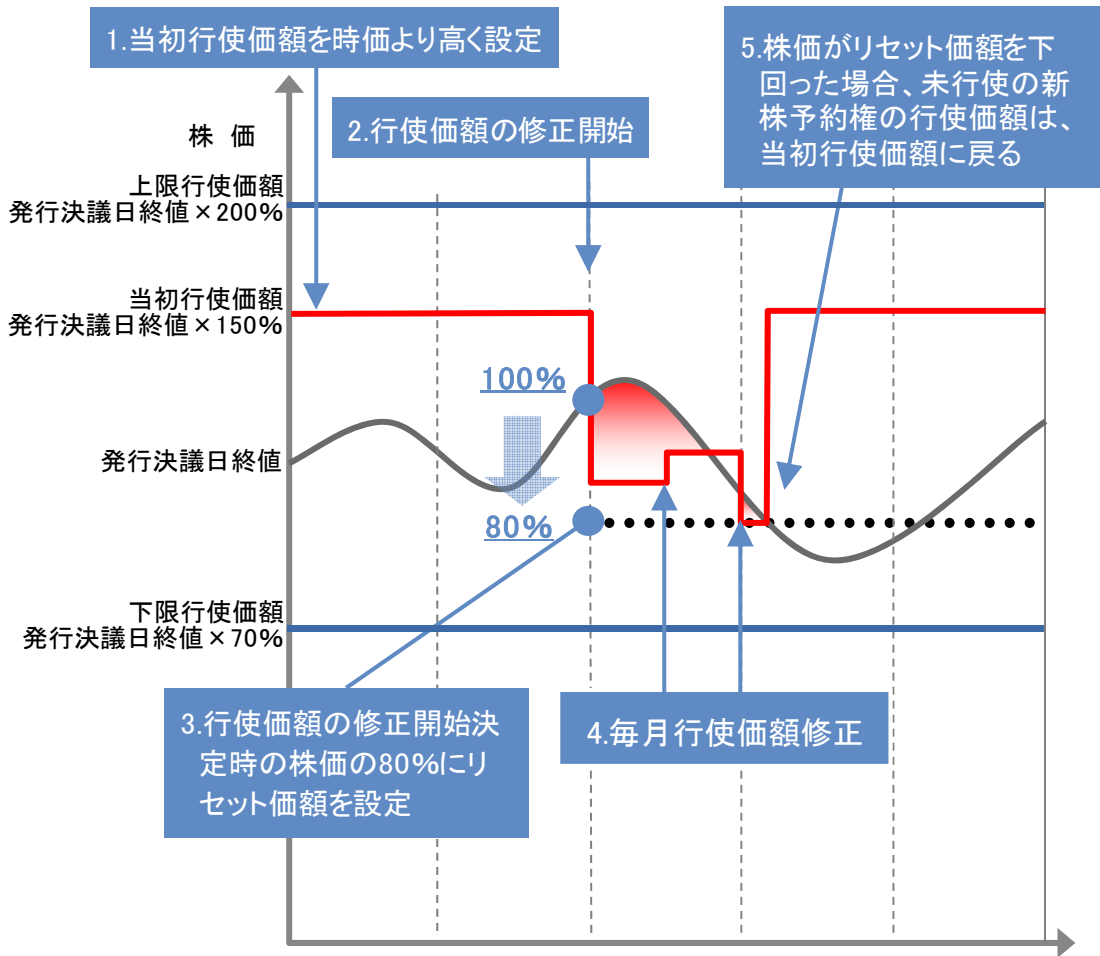 1.当初行使価額を時価より高く設定
5.株価がリセット価額を下
回った場合、未行使の新
株予約権の行使価額は、
当初行使価額に戻る
2.行使価額の修正開始
株 価
上限行使価額
発行決議日終値×200%
当初行使価額
発行決議日終値×150%
100%
発行決議日終値
80%
下限行使価額
発行決議日終値×70%
3.行使価額の修正開始決
定時の株価の80%にリ
セット価額を設定
4.毎月行使価額修正